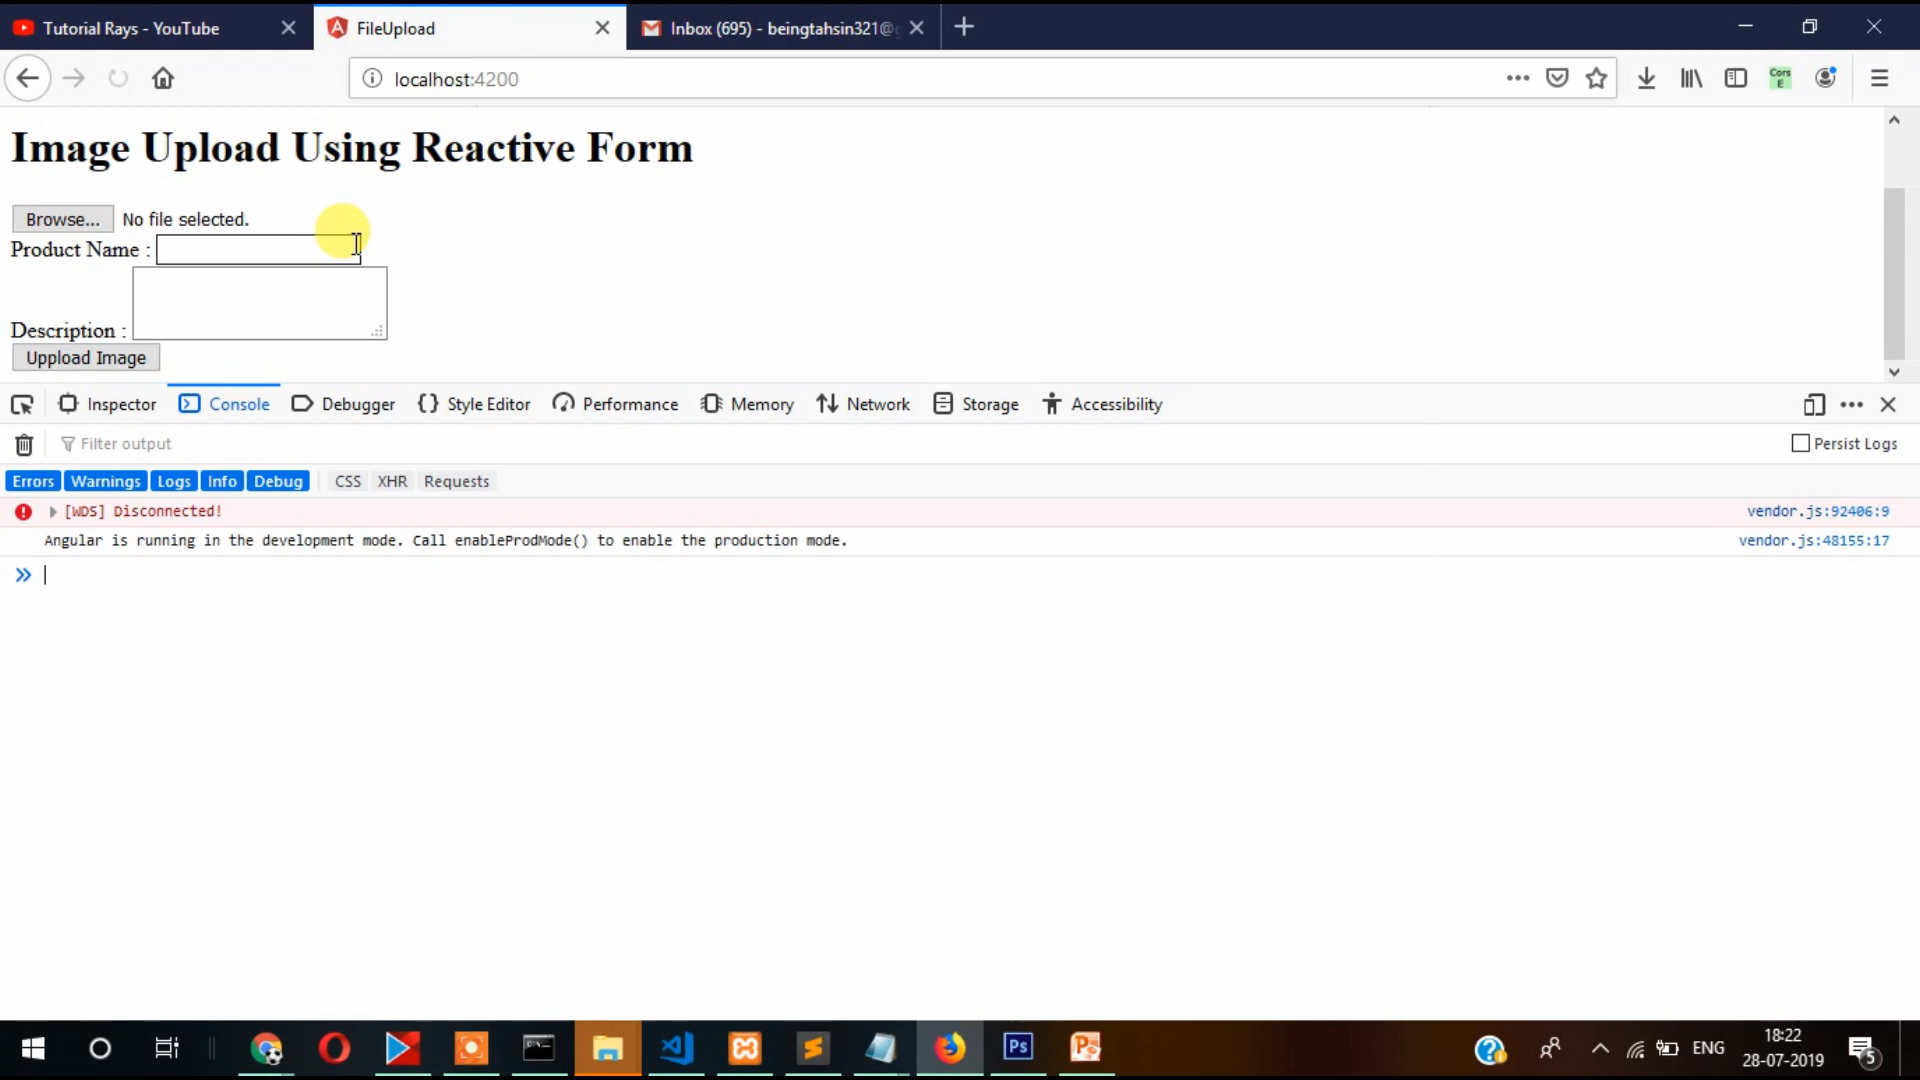 Tutorial Rays - YouTube
FileUpload
Inbox (695) - beingtahsin321@
localhost:4200
Cors
E
Image Upload Using Reactive Form
Browse... No file selected.
Product Name :
Description :
Uppload Image
Inspector Console Debugger Style Editor Performance Memory Network Storage Accessibility
Filter output
Persist Logs
Errors Warnings Logs Info Debug CSS XHR Requests
[WDS] Disconnected! vendor.js:92406:9
Angular is running in the development mode. Call enableProdMode() to enable the production mode. vendor.js:48155:17
Ps
ENG
18:22
28-07-2019
5